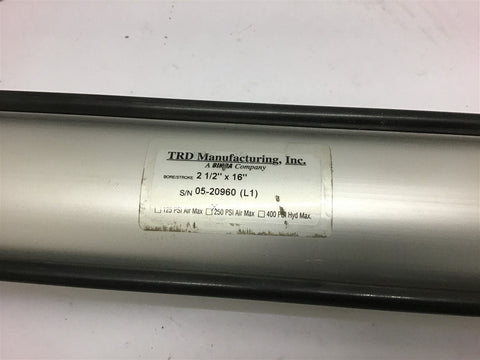 TRD Manufacturing, Inc.
A BIMBA Company
BORE/STROKE 2 1/2" x 16"
S/N 05-20960 (L1)
☐ 125 PSI Air Max ☐ 250 PSI Air Max ☐ 400 PSI Hyd Max.